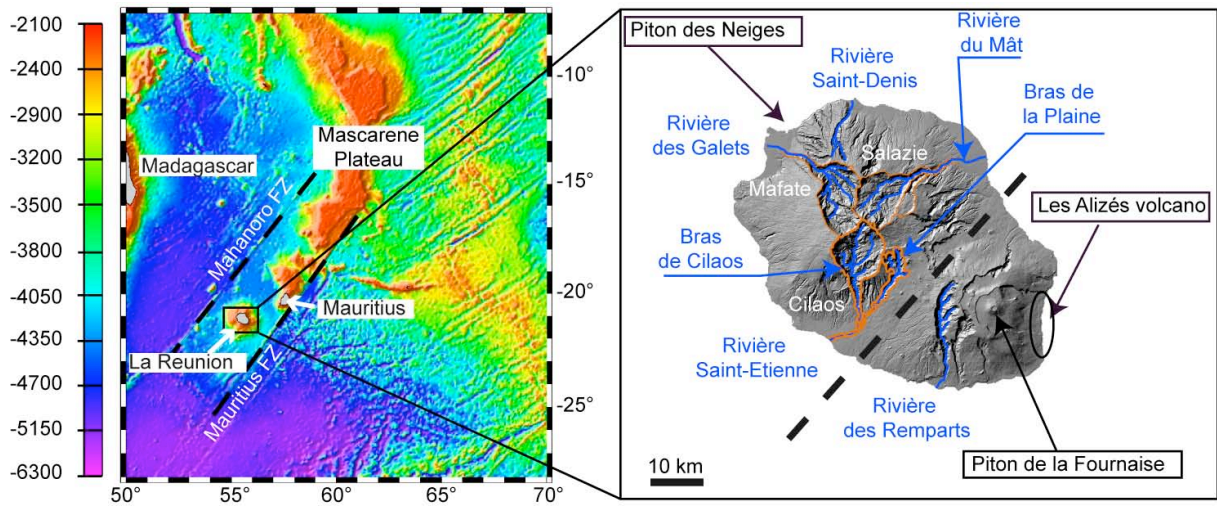 -2100
-2400
-2900
-3200
-3500
-3800
-4050
-4350
-4700
-5150
-6300
Madagascar
Mascarene
Plateau
Mahanoro FZ
Mauritius
La Reunion
Mauritius FZ
-10°
-15°
-20°
-25°
50°
55°
60°
65°
70°
Piton des Neiges
Rivière
du Mât
Rivière
Saint-Denis
Bras de
la Plaine
Rivière
des Galets
Salazie
Mafate
Les Alizés volcano
Bras
de Cilaos
Cilaos
Rivière
Saint-Etienne
Rivière
des Remparts
Piton de la Fournaise
10 km